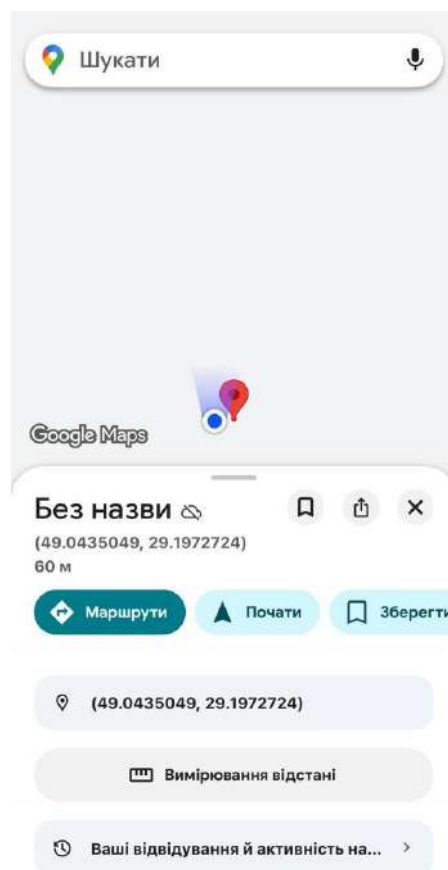 Шукати
Google Maps
Без назви
(49.0435049, 29.1972724)
60 м
Маршрути
Почати
Зберегти
(49.0435049, 29.1972724)
Вимірювання відстані
Ваші відвідування й активність на...